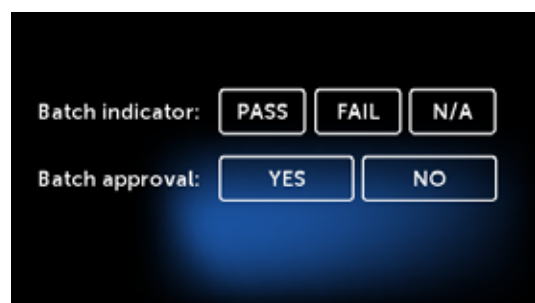 Batch indicator: PASS FAIL N/A
Batch approval: YES NO